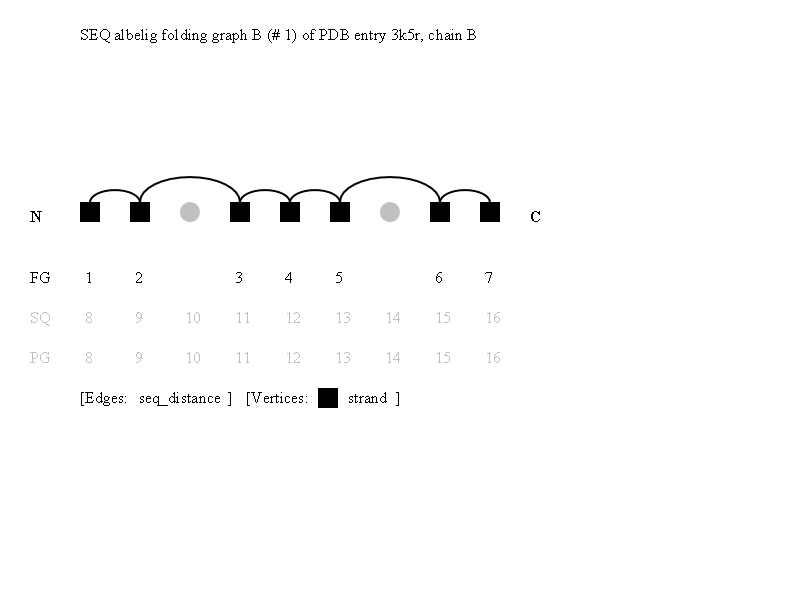 SEQ albelig folding graph B (# 1) of PDB entry 3k5r, chain B
N C
FG 1 2 3 4 5 6 7
SQ 8 9 10 11 12 13 14 15 16
PG 8 9 10 11 12 13 14 15 16
[Edges: seq_distance ] [Vertices: strand ]